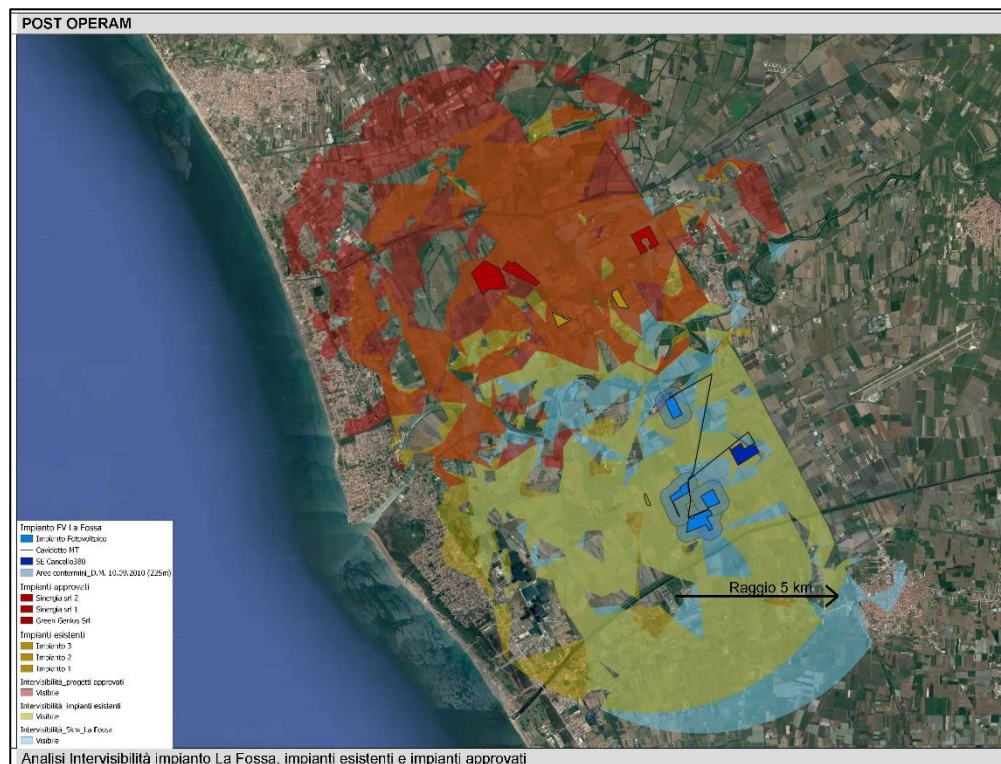 POST OPERAM
Raggio 5 km
Impianto FV La Fossa
Impianto Fotovoltaico
Cavidotto MT
SE Cancello380
Aree contermini_D.M. 10.09.2010 (225m)
Impianti approvati
Sinergia srl 2
Sinergia srl 1
Green Genius Srl
Impianti esistenti
Impianto 3
Impianto 2
Impianto 1
Intervisibilità_progetti approvati
Visibile
Intervisibilità_impianti esistenti
Visibile
Intervisibilità_5km_La Fossa
Visibile
Analisi Intervisibilità impianto La Fossa, impianti esistenti e impianti approvati